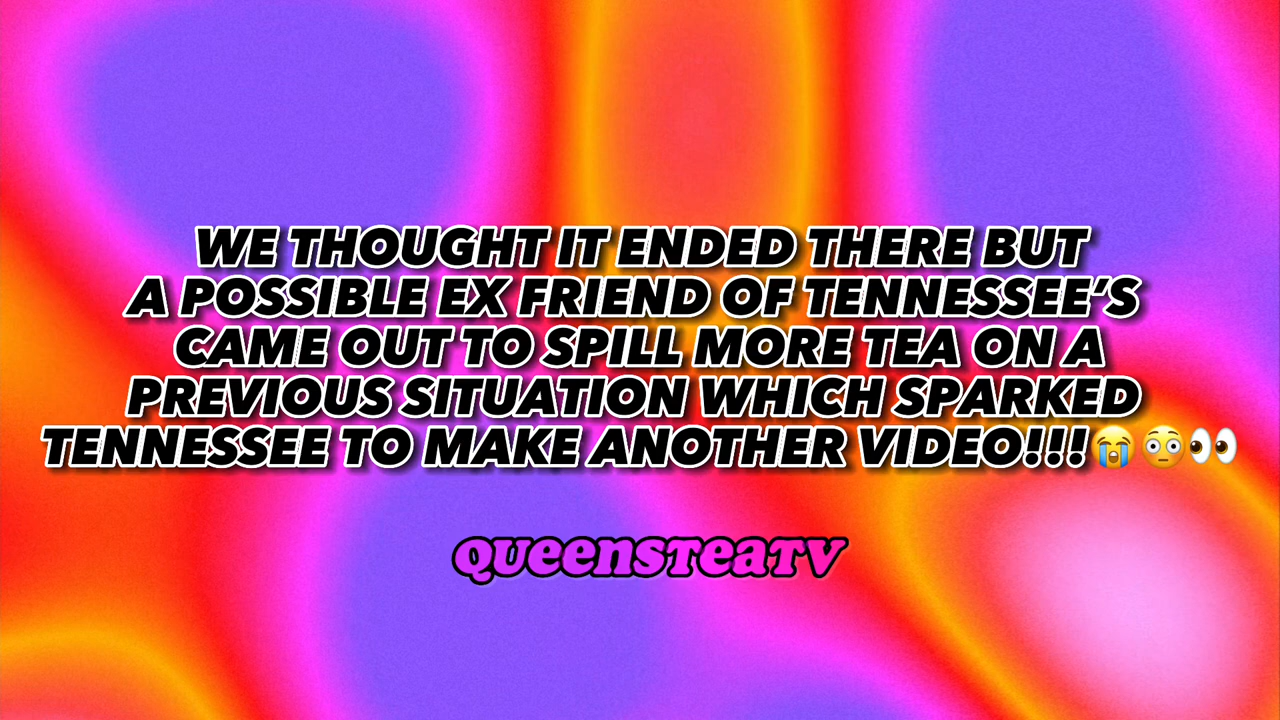 WE THOUGHT IT ENDED THERE BUT
A POSSIBLE EX FRIEND OF TENNESSEE’S
CAME OUT TO SPILL MORE TEA ON A
PREVIOUS SITUATION WHICH SPARKED
TENNESSEE TO MAKE ANOTHER VIDEO!!!😭😳👀
QUEENSTEATV